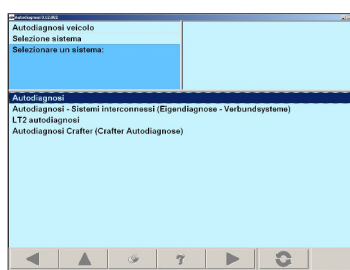 Autodiagnosi veicolo
Selezione sistema
Selezionare un sistema:
Autodiagnosi
Autodiagnosi - Sistemi interconnessi (Eigendiagnose - Verbundsysteme)
LT2 autodiagnosi
Autodiagnosi Crafter (Crafter Autodiagnose)